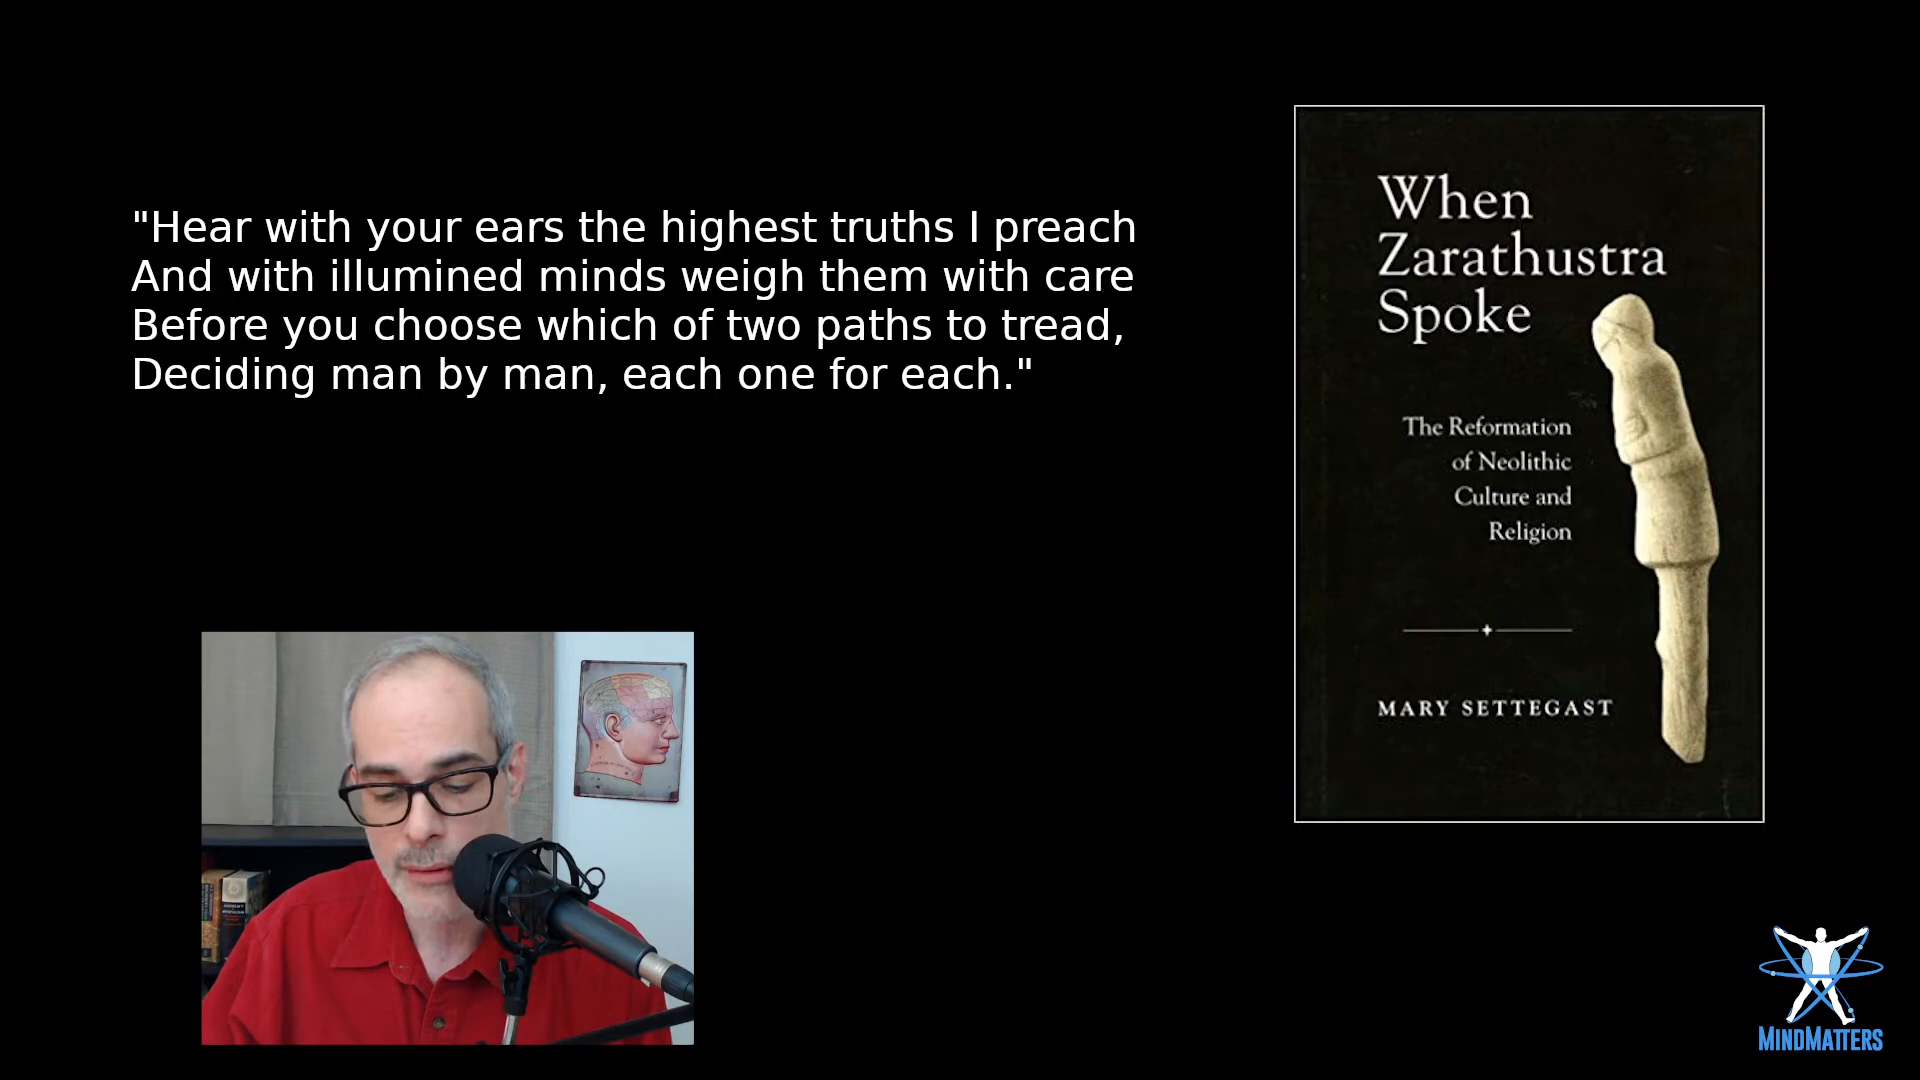 "Hear with your ears the highest truths I preach
And with illumined minds weigh them with care
Before you choose which of two paths to tread,
Deciding man by man, each one for each."
When
Zarathustra
Spoke
The Reformation
of Neolithic
Culture and
Religion
MARY SETTEGAST
MINDMATTERS